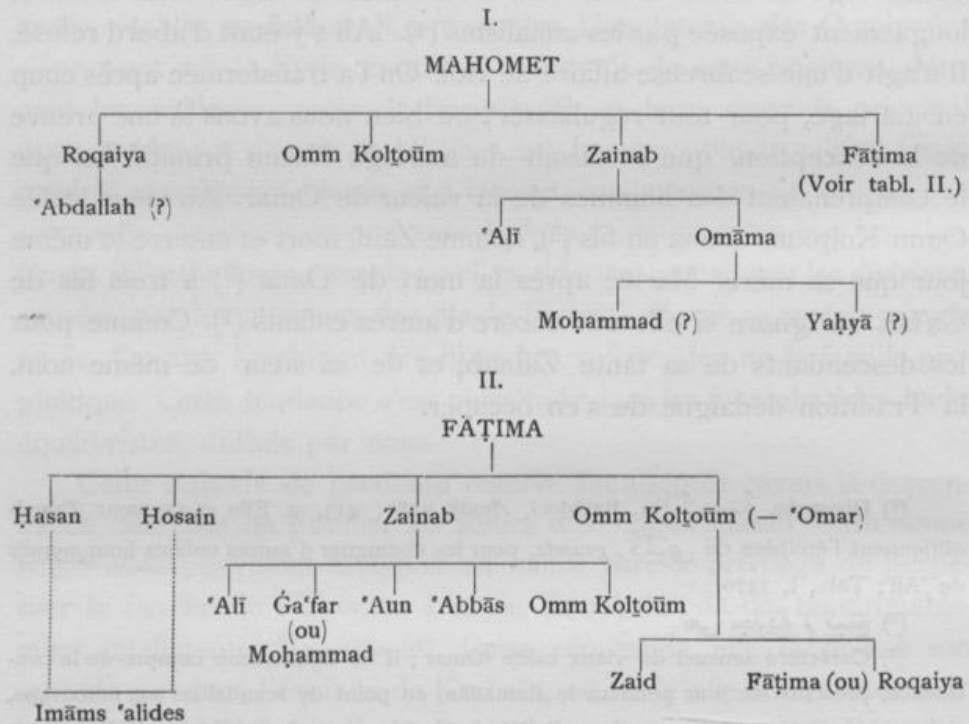 I.
MAHOMET
Roqaiya Omm Kolṯoūm Zainab Fāṭima
(Voir tabl. II.)
ʿAbdallah (?)
ʿAlī Omāma
Moḥammad (?) Yaḥyā (?)
II.
FĀṬIMA
Ḥasan Ḥosain Zainab Omm Kolṯoūm (-- ʿOmar)
ʿAlī Ǵaʿfar ʿAun ʿAbbās Omm Kolṯoūm
(ou)
Moḥammad
Zaid Fāṭima (ou) Roqaiya
Imāms ʿalides